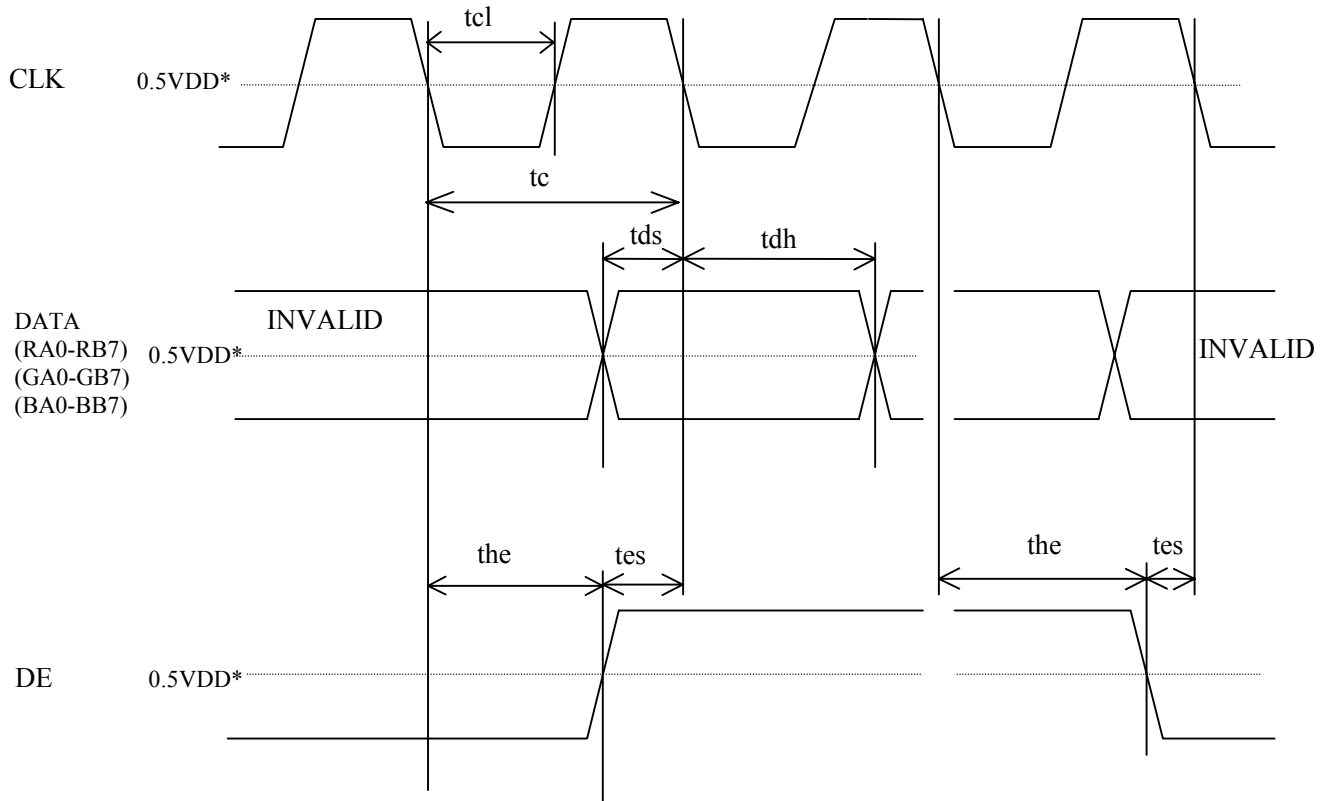 tcl
CLK 0.5VDD*
tc
tds tdh
INVALID
DATA
(RA0-RB7) 0.5VDD* INVALID
(GA0-GB7)
(BA0-BB7)
the tes the tes
DE 0.5VDD*